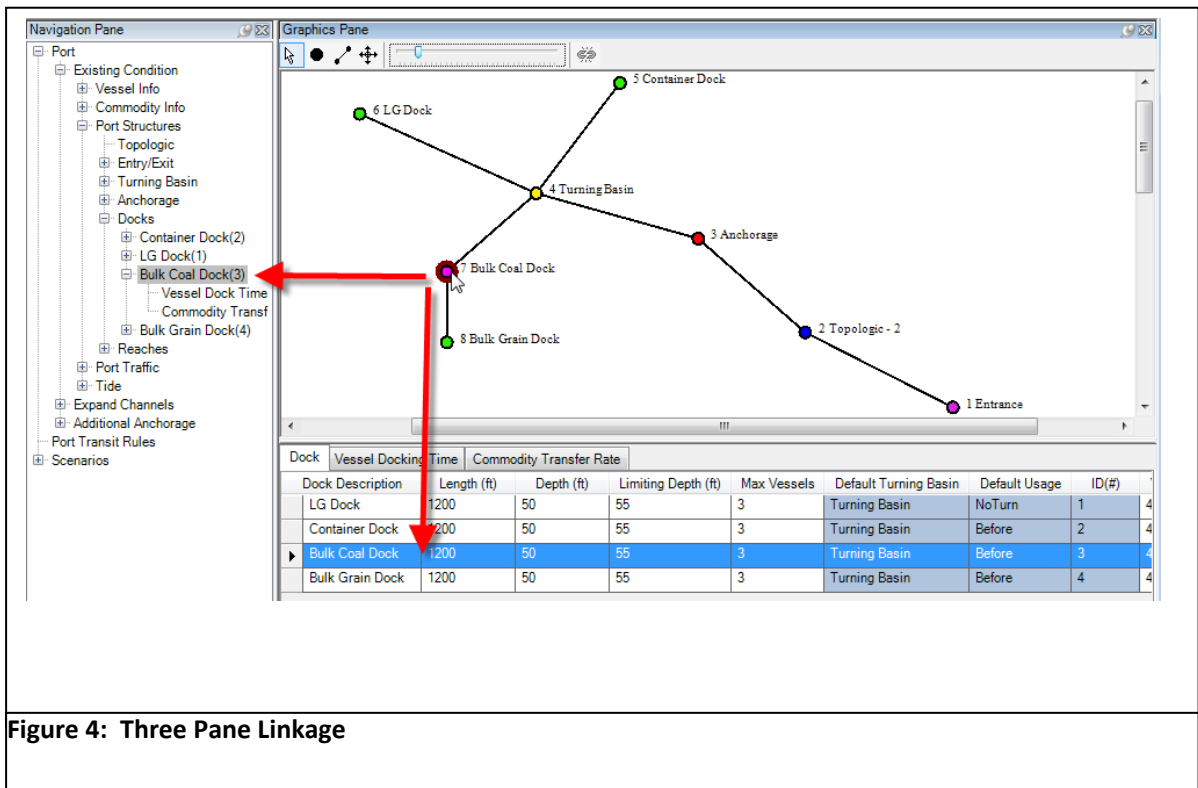 Navigation Pane
Port
Existing Condition
Vessel Info
Commodity Info
Port Structures
Topologic
Entry/Exit
Turning Basin
Anchorage
Docks
Container Dock(2)
LG Dock(1)
Bulk Coal Dock(3)
Vessel Dock Time
Commodity Transf
Bulk Grain Dock(4)
Reaches
Port Traffic
Tide
Expand Channels
Additional Anchorage
Port Transit Rules
Scenarios
Graphics Pane
5 Container Dock
6 LG Dock
4 Turning Basin
3 Anchorage
7 Bulk Coal Dock
2 Topologic - 2
8 Bulk Grain Dock
1 Entrance
Dock Vessel Docking Time Commodity Transfer Rate
Dock Description Length (ft) Depth (ft) Limiting Depth (ft) Max Vessels Default Turning Basin Default Usage ID(#)
LG Dock 1200 50 55 3 Turning Basin NoTurn 1 4
Container Dock 1200 50 55 3 Turning Basin Before 2 4
Bulk Coal Dock 1200 50 55 3 Turning Basin Before 3 4
Bulk Grain Dock 1200 50 55 3 Turning Basin Before 4 4
Figure 4: Three Pane Linkage